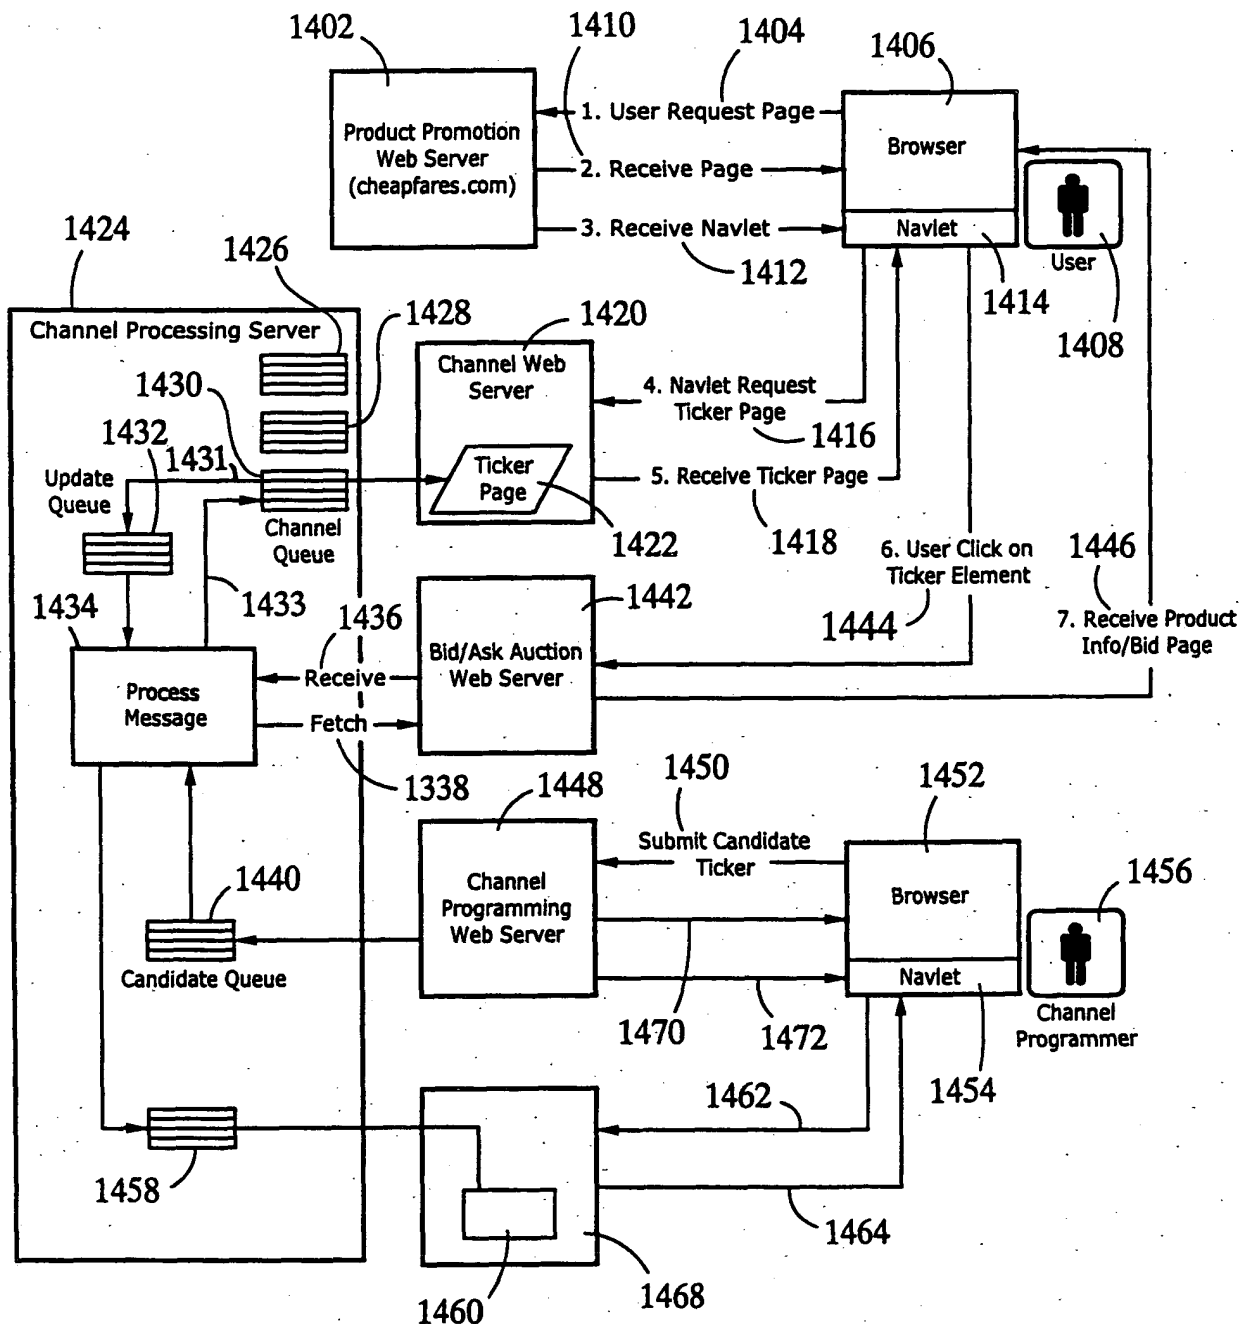 1402
1410
1404
1406
1. User Request Page
Product Promotion
Web Server
(cheapfares.com)
Browser
2. Receive Page
3. Receive Navlet
Navlet
1412
1414
User
1408
1424
1426
1428
Channel Processing Server
1420
Channel Web
Server
1430
1432
1431
4. Navlet Request
Ticker Page
1416
Update
Queue
Ticker
Page
5. Receive Ticker Page
Channel
Queue
1422
1418
6. User Click on
Ticker Element
1446
1444
7. Receive Product
Info/Bid Page
1434
1433
1436
1442
Bid/Ask Auction
Web Server
Receive
Process
Message
Fetch
1338
1448
1450
1452
Submit Candidate
Ticker
1440
Channel
Programming
Web Server
Browser
1456
Candidate Queue
Navlet
1470
1472
Channel
Programmer
1454
1462
1458
1464
1460
1468